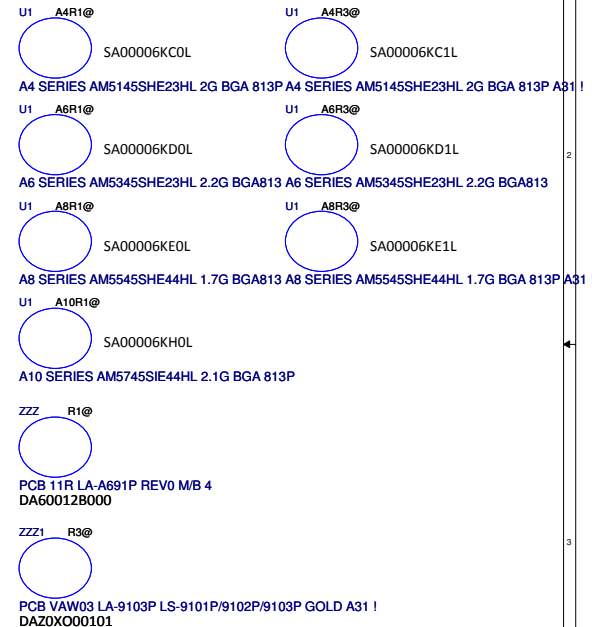 U1 A4R1@ U1 A4R3@
SA00006KC0L SA00006KC1L
A4 SERIES AM5145SHE23HL 2G BGA 813P A4 SERIES AM5145SHE23HL 2G BGA 813P A31 !
U1 A6R1@ U1 A6R3@
SA00006KD0L SA00006KD1L
2
A6 SERIES AM5345SHE23HL 2.2G BGA813 A6 SERIES AM5345SHE23HL 2.2G BGA813
U1 A8R1@ U1 A8R3@
SA00006KE0L SA00006KE1L
A8 SERIES AM5545SHE44HL 1.7G BGA813 A8 SERIES AM5545SHE44HL 1.7G BGA 813P A31 !
U1 A10R1@
SA00006KH0L
A10 SERIES AM5745SIE44HL 2.1G BGA 813P
ZZZ R1@
PCB 11R LA-A691P REV0 M/B 4
DA60012B000
ZZZ1 R3@
3
PCB VAW03 LA-9103P LS-9101P/9102P/9103P GOLD A31 !
DAZ0XO00101